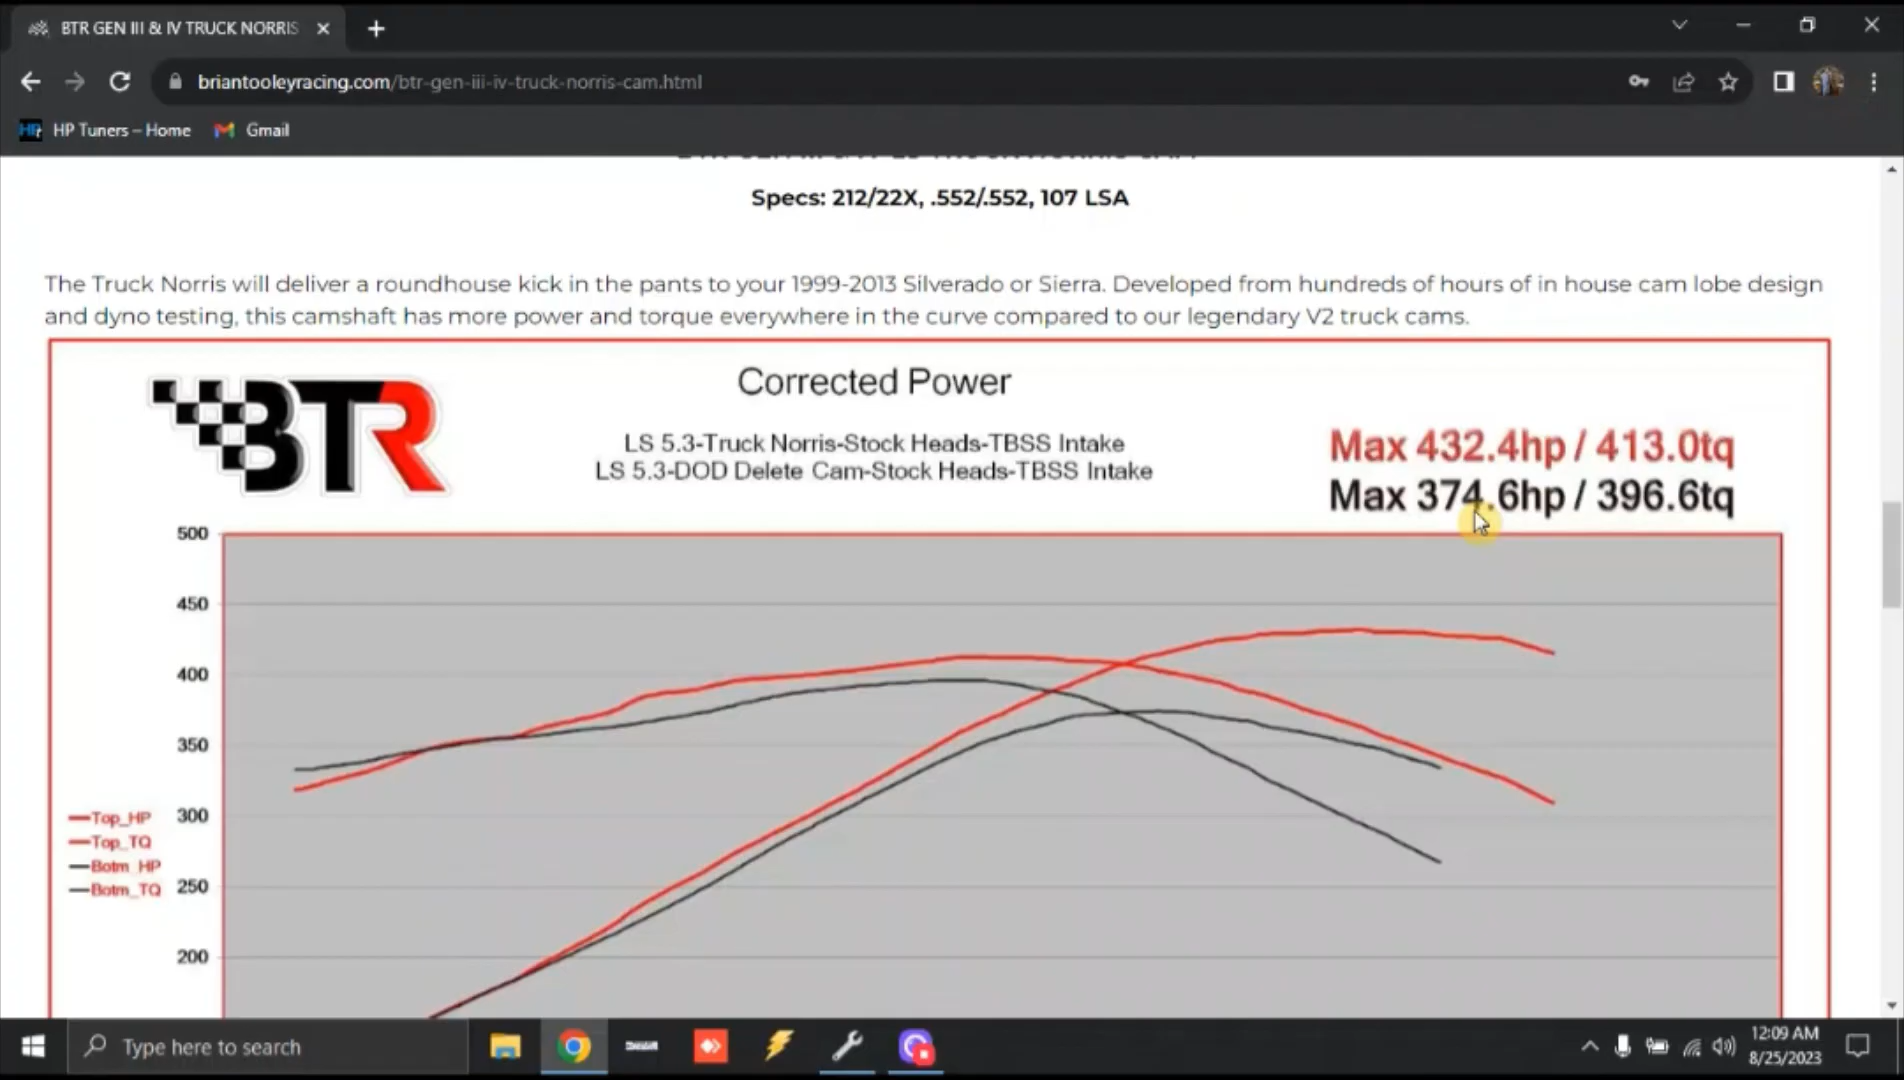 BTR GEN III & IV TRUCK NORRIS
briantooleyracing.com/btr-gen-iii-iv-truck-norris-cam.html
HP Tuners – Home
Gmail
Specs: 212/22X, .552/.552, 107 LSA
The Truck Norris will deliver a roundhouse kick in the pants to your 1999-2013 Silverado or Sierra. Developed from hundreds of hours of in house cam lobe design
and dyno testing, this camshaft has more power and torque everywhere in the curve compared to our legendary V2 truck cams.
BTR
Corrected Power
LS 5.3-Truck Norris-Stock Heads-TBSS Intake
LS 5.3-DOD Delete Cam-Stock Heads-TBSS Intake
Max 432.4hp / 413.0tq
Max 374.6hp / 396.6tq
500
450
400
350
300
250
200
Top_HP
Top_TQ
Botm_HP
Botm_TQ
Type here to search
12:09 AM
8/25/2023